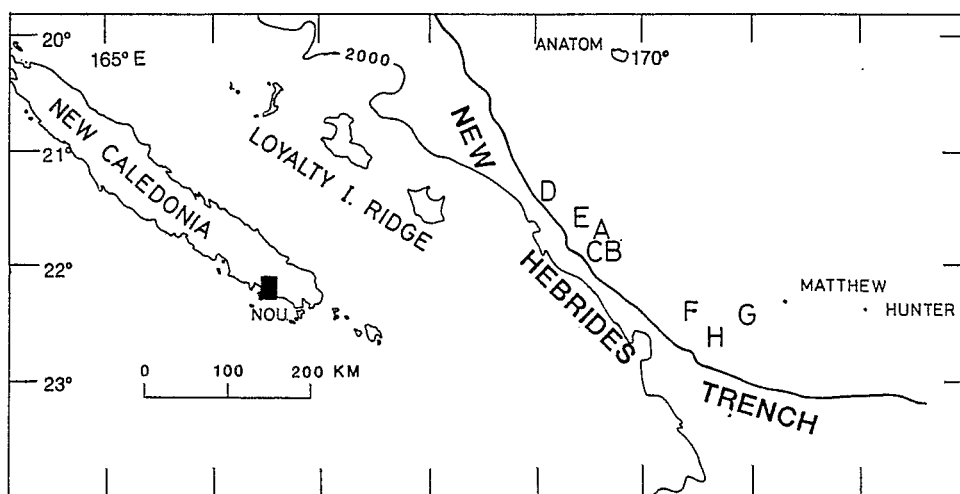 20°
165° E
2000
ANATOM
170°
NEW CALEDONIA
LOYALTY I. RIDGE
NEW
HEBRIDES
TRENCH
21°
D
E
A
CB
22°
NOU.
F
G
H
MATTHEW
HUNTER
0 100 200 KM
23°